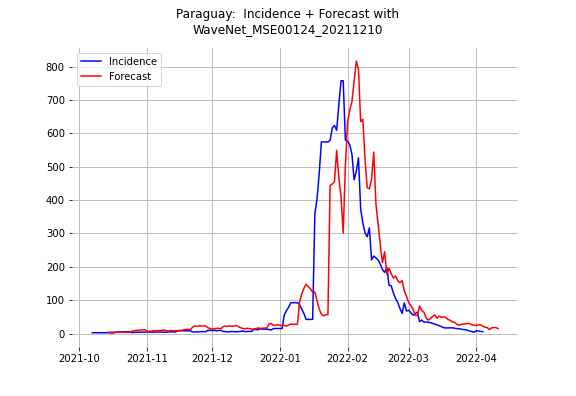 Paraguay:  Incidence + Forecast with
WaveNet_MSE00124_20211210
Incidence
Forecast
800
700
600
500
400
300
200
100
0
2021-10 2021-11 2021-12 2022-01 2022-02 2022-03 2022-04